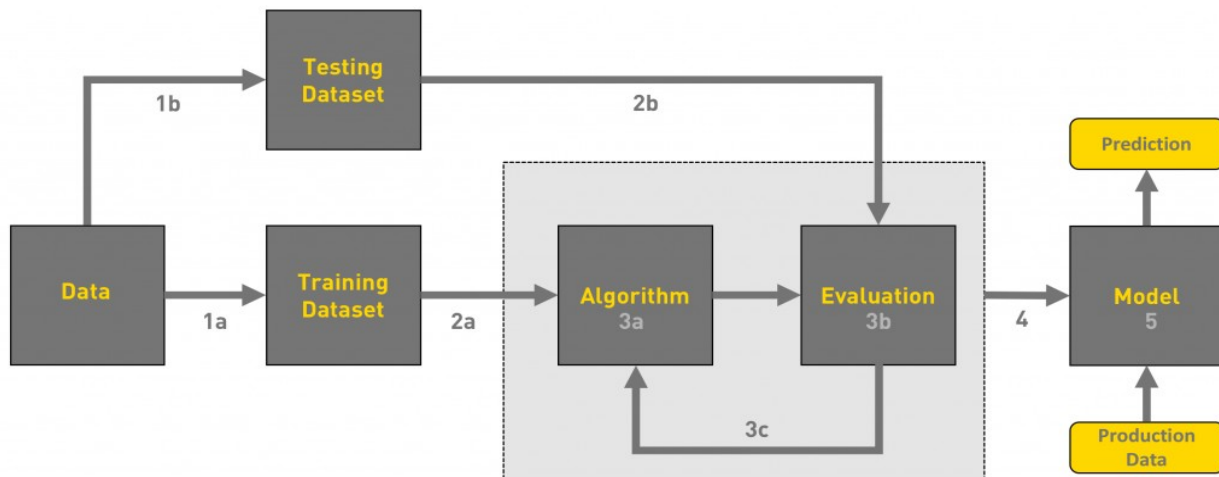 Testing
Dataset
1b
2b
Prediction
Data
1a
Training
Dataset
2a
Algorithm
3a
Evaluation
3b
3c
4
Model
5
Production
Data